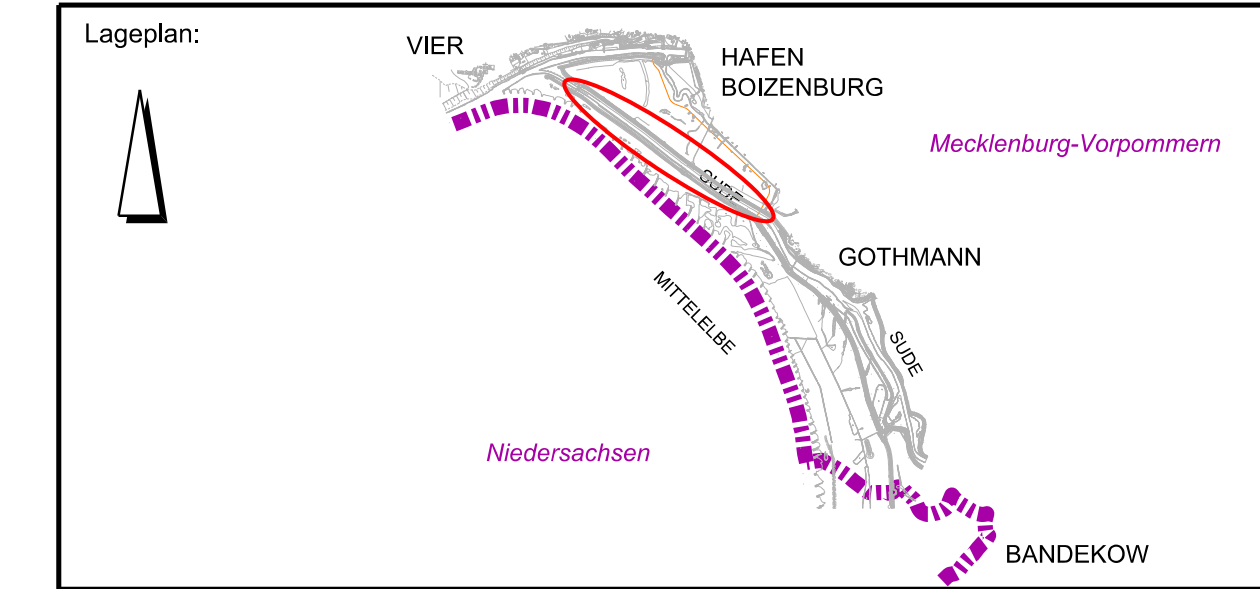 Lageplan:
VIER
HAFEN
BOIZENBURG
Mecklenburg-Vorpommern
SUDE
GOTHMANN
MITTELELBE
SUDE
Niedersachsen
BANDEKOW